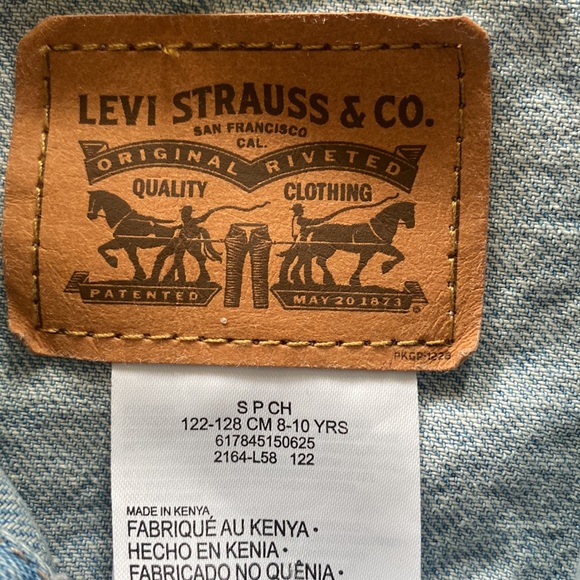 LEVI STRAUSS & CO.
SAN FRANCISCO
CAL.
ORIGINAL RIVETED
QUALITY CLOTHING
PATENTED MAY 20 1873
®
PKGP-1228
S P CH
122-128 CM 8-10 YRS
617845150625
2164-L58 122
MADE IN KENYA
FABRIQUÉ AU KENYA •
HECHO EN KENIA •
FABRICADO NO QUÊNIA •